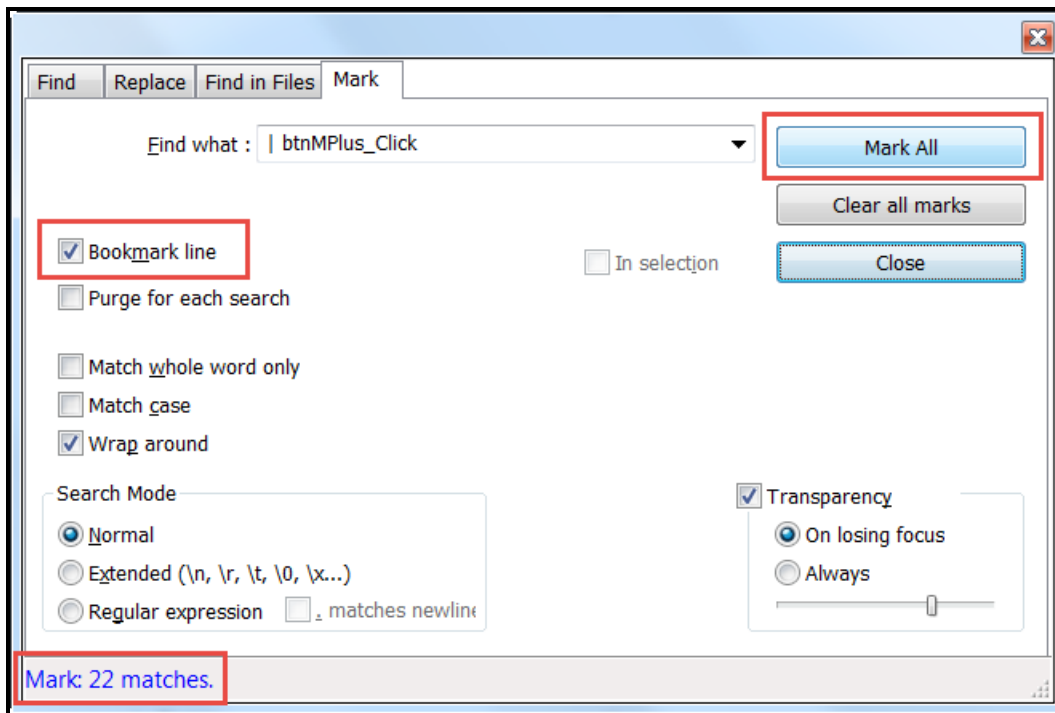 Find Replace Find in Files Mark
Find what : | btnMPlus_Click
Mark All
Clear all marks
Bookmark line
In selection
Close
Purge for each search
Match whole word only
Match case
Wrap around
Search Mode
Transparency
Normal
On losing focus
Extended (\n, \r, \t, \0, \x...)
Always
Regular expression . matches newline
Mark: 22 matches.